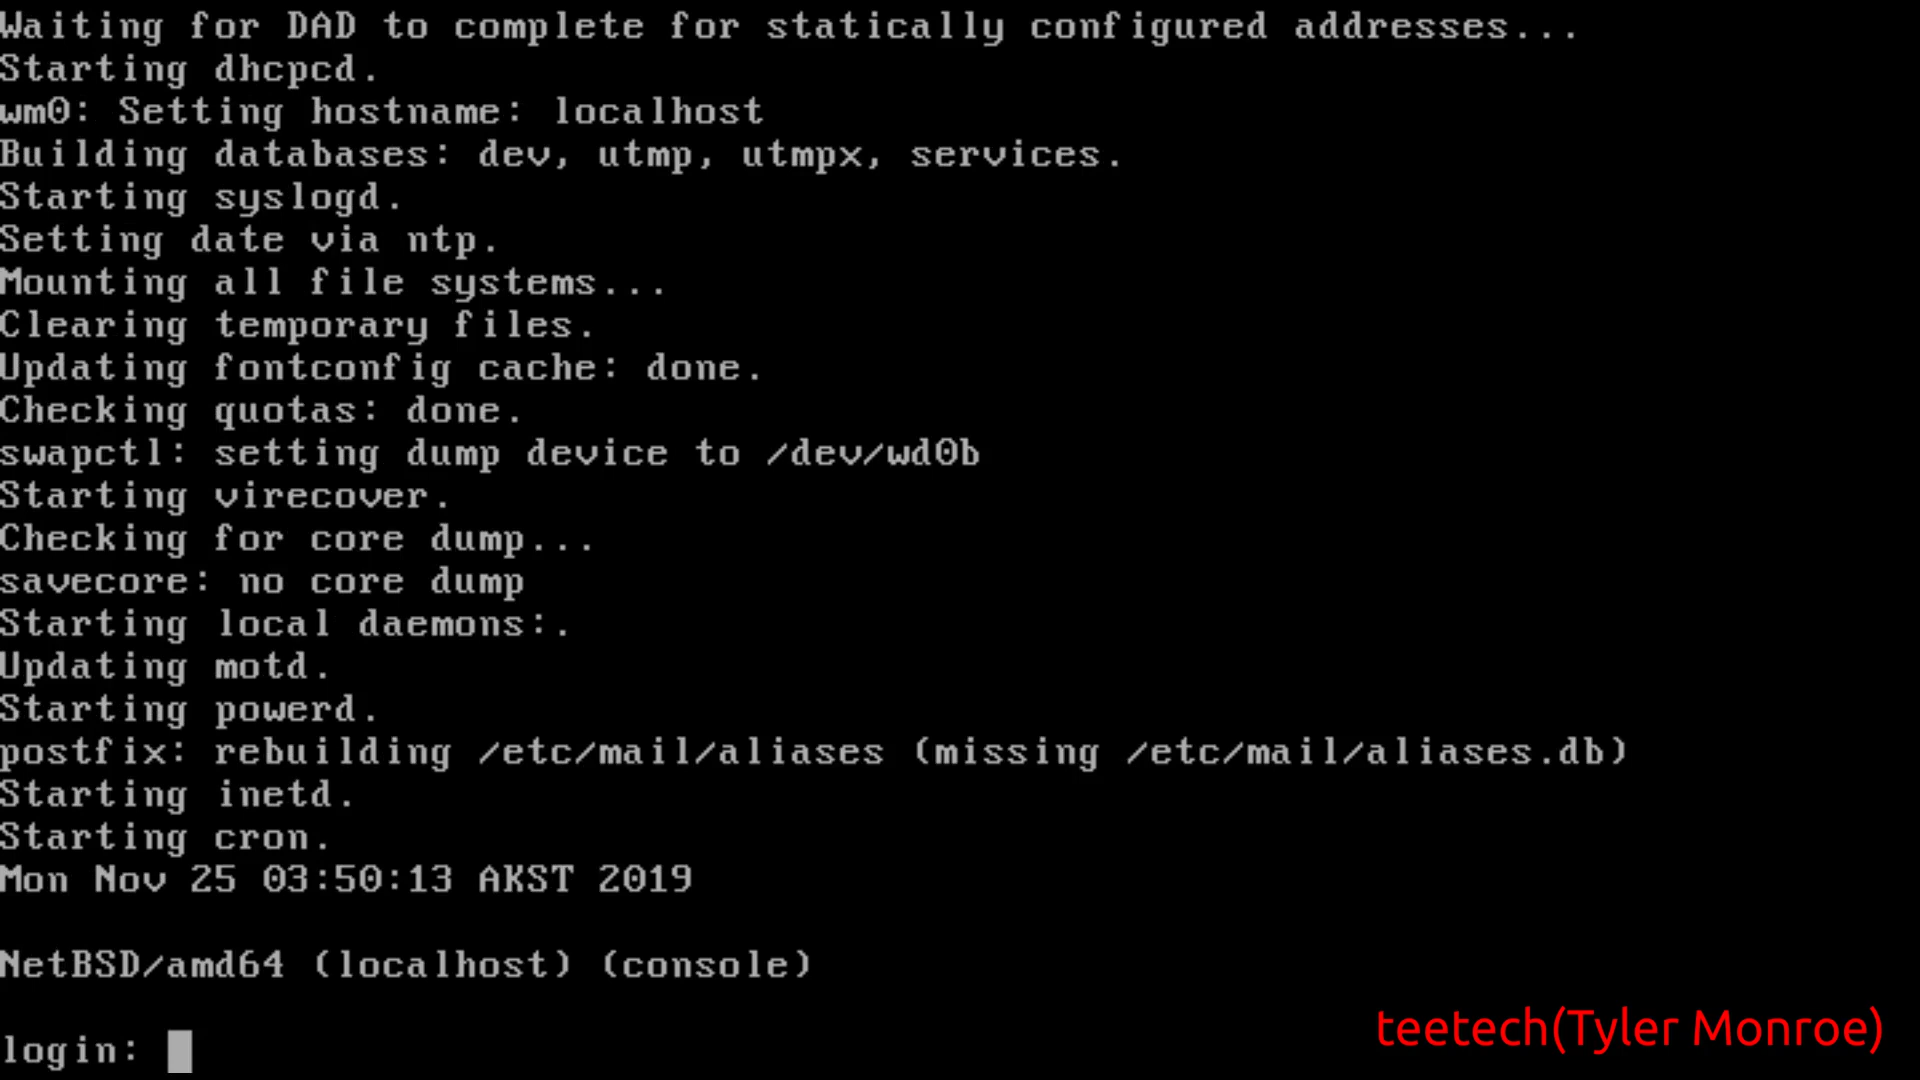 Waiting for DAD to complete for statically configured addresses...
Starting dhcpcd.
wm0: Setting hostname: localhost
Building databases: dev, utmp, utmpx, services.
Starting syslogd.
Setting date via ntp.
Mounting all file systems...
Clearing temporary files.
Updating fontconfig cache: done.
Checking quotas: done.
swapctl: setting dump device to /dev/wd0b
Starting virecover.
Checking for core dump...
savecore: no core dump
Starting local daemons:.
Updating motd.
Starting powerd.
postfix: rebuilding /etc/mail/aliases (missing /etc/mail/aliases.db)
Starting inetd.
Starting cron.
Mon Nov 25 03:50:13 AKST 2019
NetBSD/amd64 (localhost) (console)
login:
teetech(Tyler Monroe)